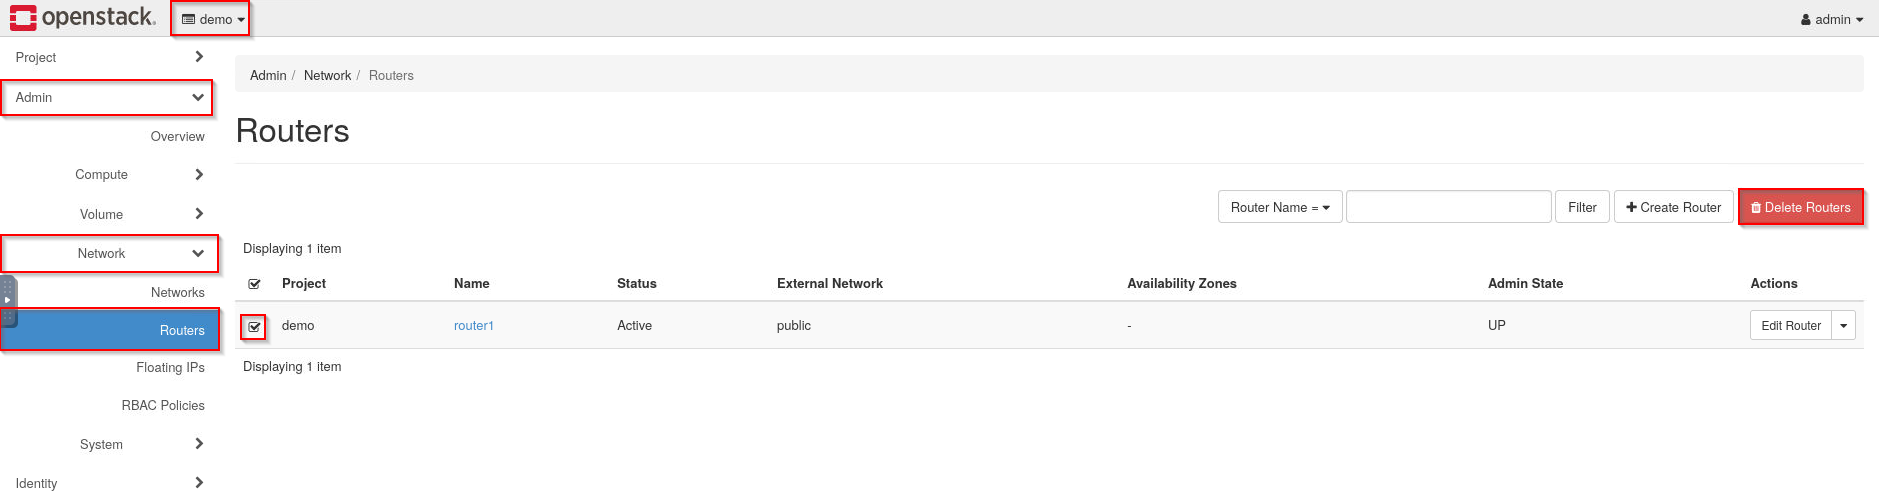 openstack. demo admin
Project
Admin / Network / Routers
Admin
Routers
Overview
Compute
Volume
Router Name = Filter Create Router Delete Routers
Displaying 1 item
Network
Project Name Status External Network Availability Zones Admin State Actions
Networks
demo router1 Active public - UP Edit Router
Routers
Displaying 1 item
Floating IPs
RBAC Policies
System
Identity